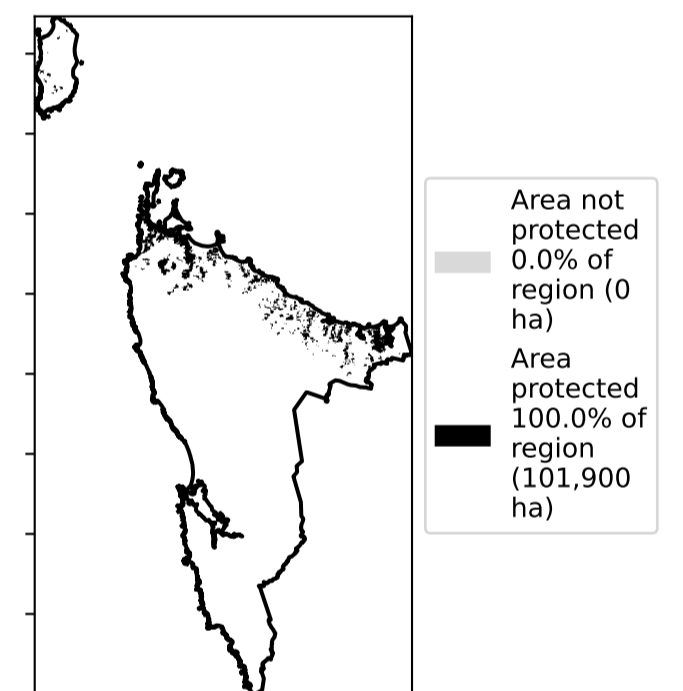 Area not
protected
0.0% of
region (0
ha)
Area
protected
100.0% of
region
(101,900
ha)